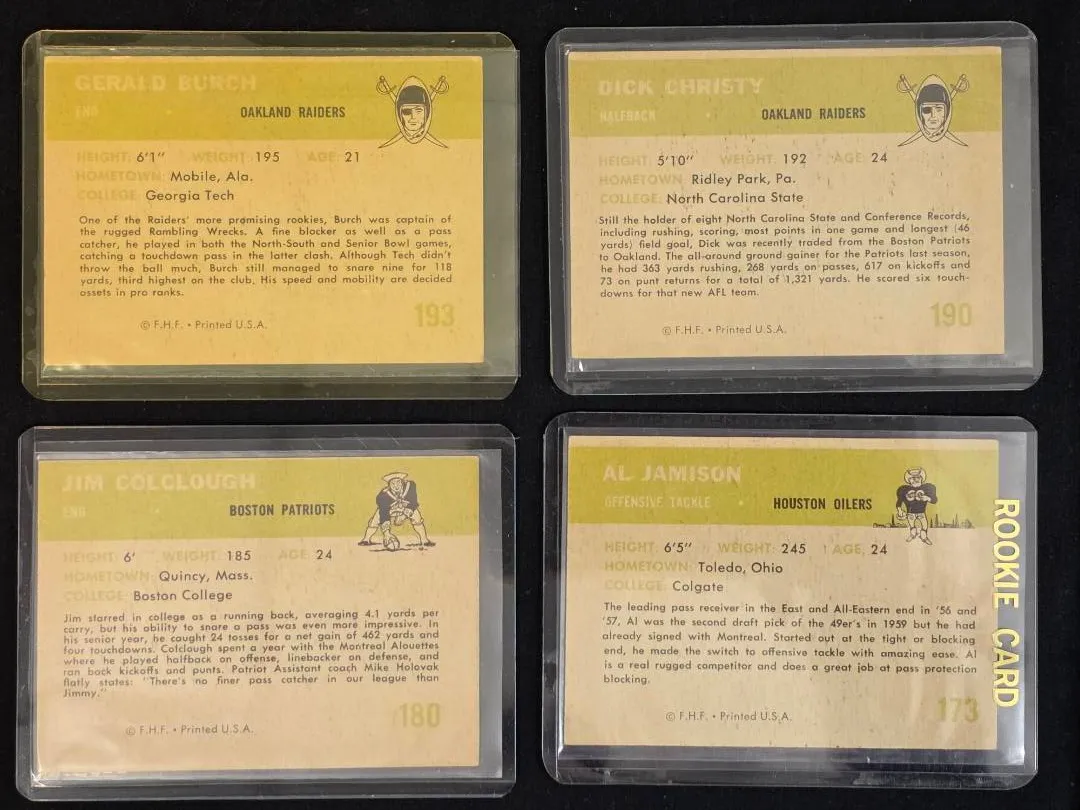 GERALD BURCH
END OAKLAND RAIDERS
HEIGHT: 6'1" WEIGHT: 195 AGE: 21
HOMETOWN: Mobile, Ala.
COLLEGE: Georgia Tech
One of the Raiders' more promising rookies, Burch was captain of
the rugged Rambling Wrecks. A fine blocker as well as a pass
catcher, he played in both the North-South and Senior Bowl games,
catching a touchdown pass in the latter clash. Although Tech didn't
throw the ball much, Burch still managed to snare nine for 118
yards, third highest on the club. His speed and mobility are decided
assets in pro ranks.
193
© F.H.F. • Printed U.S.A.
DICK CHRISTY
HALFBACK OAKLAND RAIDERS
HEIGHT: 5'10" WEIGHT: 192 AGE: 24
HOMETOWN: Ridley Park, Pa.
COLLEGE: North Carolina State
Still the holder of eight North Carolina State and Conference Records,
including rushing, scoring, most points in one game and longest (46
yards) field goal, Dick was recently traded from the Boston Patriots
to Oakland. The all-around ground gainer for the Patriots last season,
he had 363 yards rushing, 268 yards on passes, 617 on kickoffs and
73 on punt returns for a total of 1,321 yards. He scored six touch-
downs for that new AFL team.
190
© F.H.F. • Printed U.S.A.
JIM COLCLOUGH
END BOSTON PATRIOTS
HEIGHT: 6' WEIGHT: 185 AGE: 24
HOMETOWN: Quincy, Mass.
COLLEGE: Boston College
Jim starred in college as a running back, averaging 4.1 yards per
carry, but his ability to snare a pass was even more impressive. In
his senior year, he caught 24 tosses for a net gain of 462 yards and
four touchdowns. Colclough spent a year with the Montreal Alouettes
where he played halfback on offense, linebacker on defense, and
ran back kickoffs and punts. Patriot Assistant coach Mike Holovak
flatly states: "There's no finer pass catcher in our league than
Jimmy."
180
© F.H.F. • Printed U.S.A.
AL JAMISON
OFFENSIVE TACKLE • HOUSTON OILERS
HEIGHT: 6'5" WEIGHT: 245 AGE: 24
HOMETOWN: Toledo, Ohio
COLLEGE: Colgate
The leading pass receiver in the East and All-Eastern end in '56 and
'57, Al was the second draft pick of the 49er's in 1959 but he had
already signed with Montreal. Started out at the tight or blocking
end, he made the switch to offensive tackle with amazing ease. Al
is a real rugged competitor and does a great job at pass protection
blocking.
173
© F.H.F. • Printed U.S.A.
ROOKIE CARD